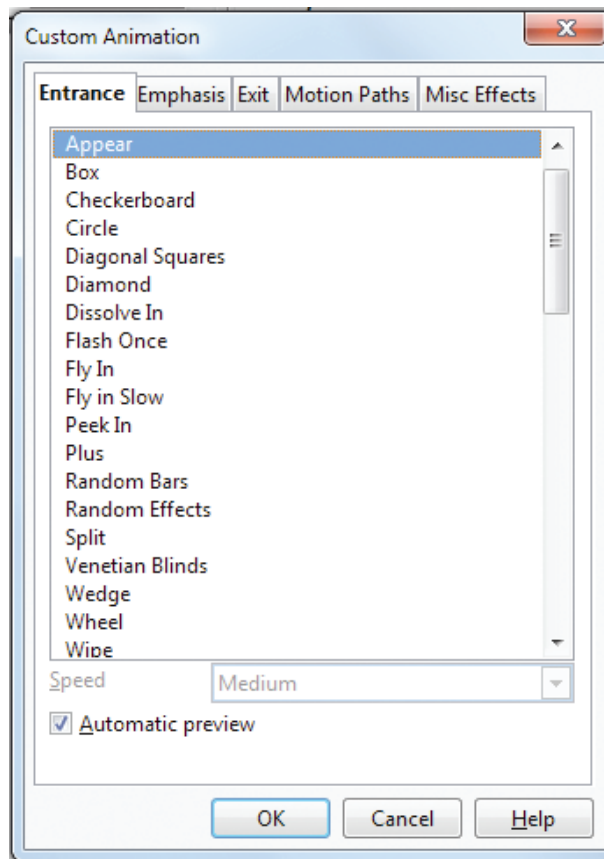 Custom Animation
Entrance Emphasis Exit Motion Paths Misc Effects
Appear
Box
Checkerboard
Circle
Diagonal Squares
Diamond
Dissolve In
Flash Once
Fly In
Fly in Slow
Peek In
Plus
Random Bars
Random Effects
Split
Venetian Blinds
Wedge
Wheel
Wipe
Speed Medium
Automatic preview
OK Cancel Help